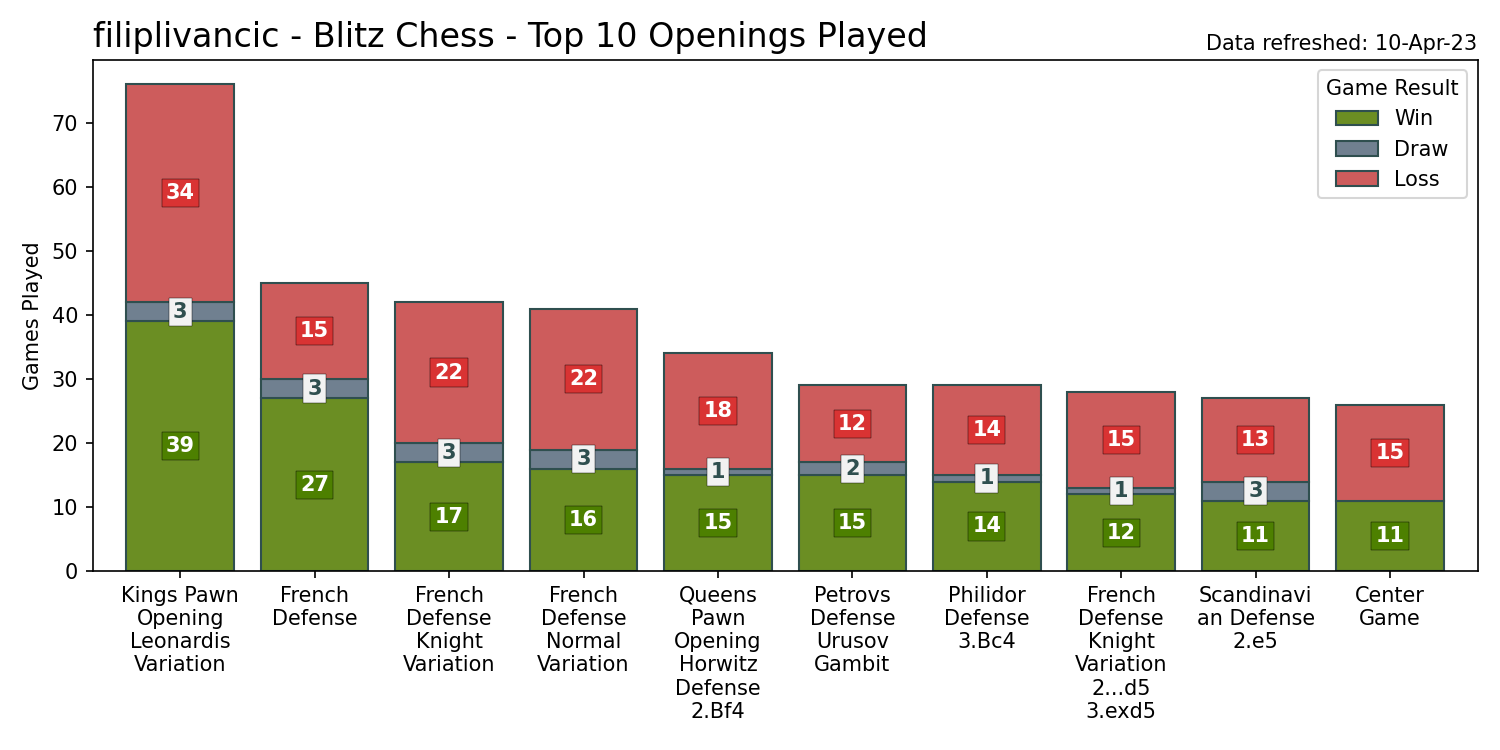 filiplivancic - Blitz Chess - Top 10 Openings Played
Data refreshed: 10-Apr-23
Game Result
Win
Draw
Loss
Games Played
70
60
50
40
30
20
10
0
34
3
39
15
3
27
22
3
17
22
3
16
18
1
15
12
2
15
14
1
14
15
1
12
13
3
11
15
11
Kings Pawn
Opening
Leonardis
Variation
French
Defense
French
Defense
Knight
Variation
French
Defense
Normal
Variation
Queens
Pawn
Opening
Horwitz
Defense
2.Bf4
Petrovs
Defense
Urusov
Gambit
Philidor
Defense
3.Bc4
French
Defense
Knight
Variation
2...d5
3.exd5
Scandinavi
an Defense
2.e5
Center
Game